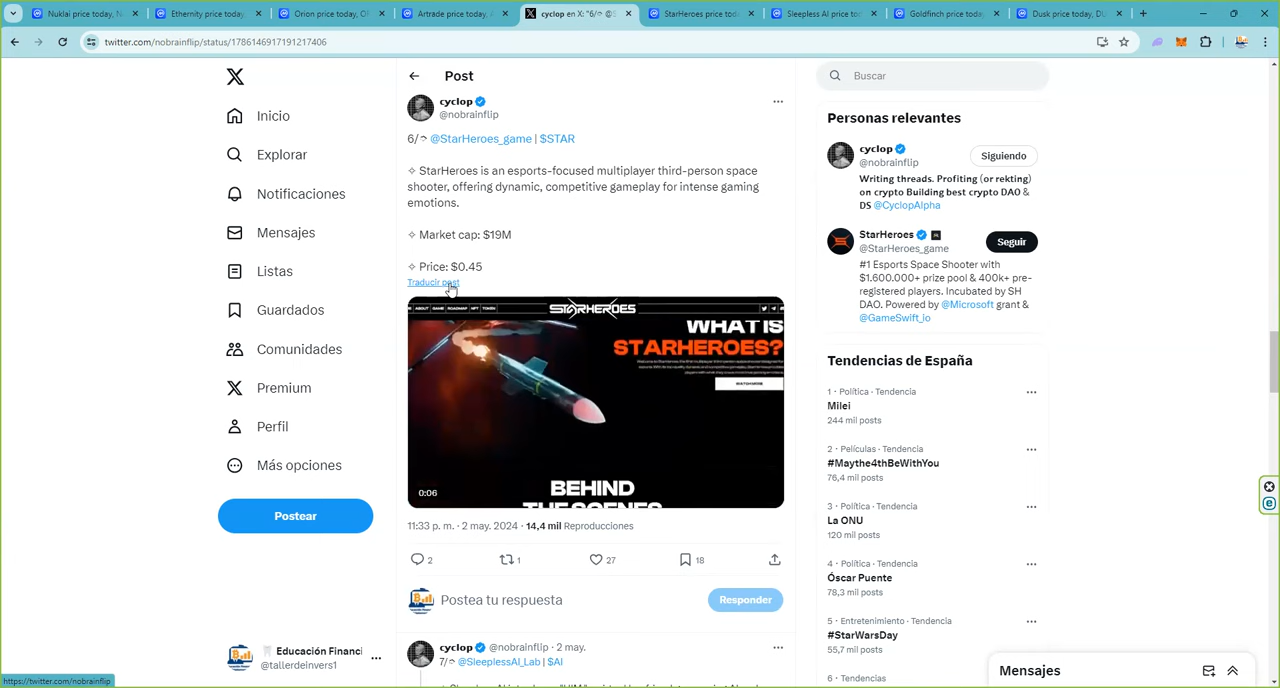 Nuklai price today, N
Ethernity price today,
Orion price today, O
Artrade price today, A
cyclop en X: "6/ @S
StarHeroes price tod
Sleepless AI price tod
Goldfinch price today
Dusk price today, DU
twitter.com/nobrainflip/status/1786146917191217406
Inicio
Explorar
Notificaciones
Mensajes
Listas
Guardados
Comunidades
Premium
Perfil
Más opciones
Postear
Educación Financi
@tallerdeinvers1
https://twitter.com/nobrainflip
Post
cyclop
@nobrainflip
6/ @StarHeroes_game | $STAR
✧ StarHeroes is an esports-focused multiplayer third-person space
shooter, offering dynamic, competitive gameplay for intense gaming
emotions.
✧ Market cap: $19M
✧ Price: $0.45
Traducir post
ABOUT GAME ROADMAP NFT TOKEN
STARHEROES
WHAT IS
STARHEROES?
BEHIND
THE SCENES
0:06
11:33 p. m. · 2 may. 2024 · 14,4 mil Reproducciones
2
1
27
18
Postea tu respuesta
Responder
cyclop @nobrainflip · 2 may.
7/ @SleeplessAI_Lab | $AI
Buscar
Personas relevantes
cyclop
@nobrainflip
Siguiendo
Writing threads. Profiting (or rekting)
on crypto Building best crypto DAO &
DS @CyclopAlpha
StarHeroes
@StarHeroes_game
Seguir
#1 Esports Space Shooter with
$1.600.000+ prize pool & 400k+ pre-
registered players. Incubated by SH
DAO. Powered by @Microsoft grant &
@GameSwift_io
Tendencias de España
1 · Política · Tendencia
Milei
244 mil posts
2 · Películas · Tendencia
#Maythe4thBeWithYou
76,4 mil posts
3 · Política · Tendencia
La ONU
120 mil posts
4 · Política · Tendencia
Óscar Puente
78,3 mil posts
5 · Entretenimiento · Tendencia
#StarWarsDay
55,7 mil posts
6 · Tendencias
Mensajes